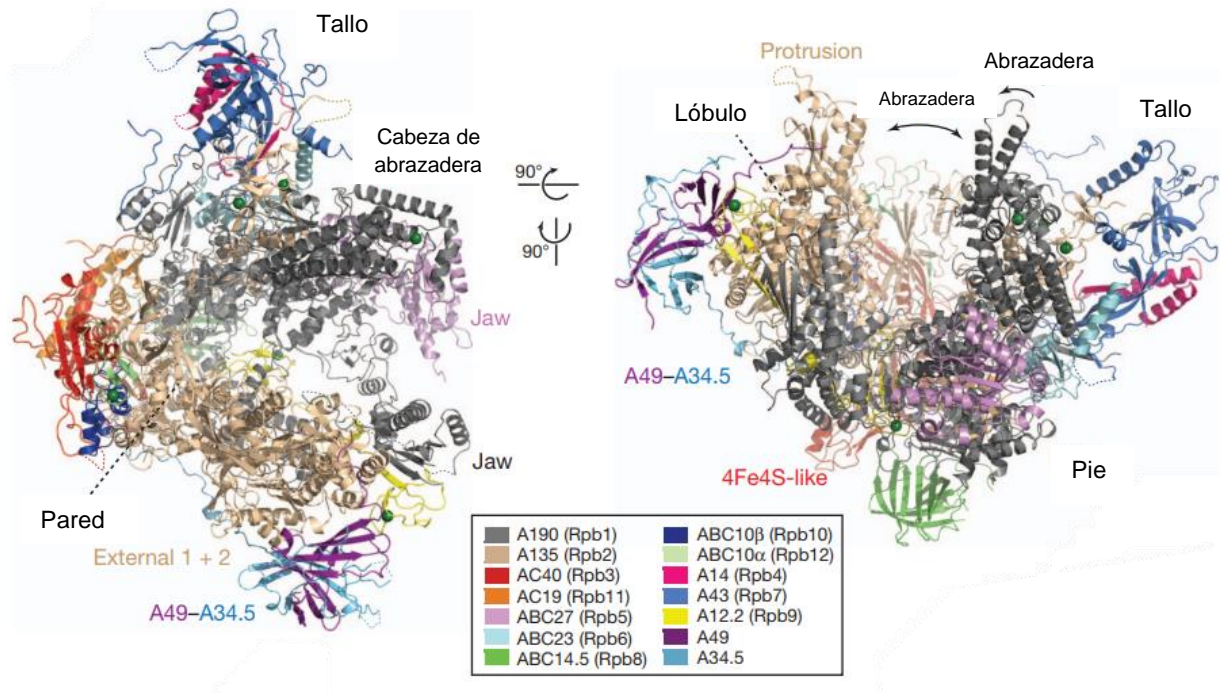 Tallo
Cabeza de
abrazadera
Jaw
Jaw
Pared
External 1 + 2
A49–A34.5
90°
90°
Protrusion
Abrazadera
Abrazadera
Lóbulo
Tallo
A49–A34.5
4Fe4S-like
Pie
A190 (Rpb1)
A135 (Rpb2)
AC40 (Rpb3)
AC19 (Rpb11)
ABC27 (Rpb5)
ABC23 (Rpb6)
ABC14.5 (Rpb8)
ABC10β (Rpb10)
ABC10α (Rpb12)
A14 (Rpb4)
A43 (Rpb7)
A12.2 (Rpb9)
A49
A34.5